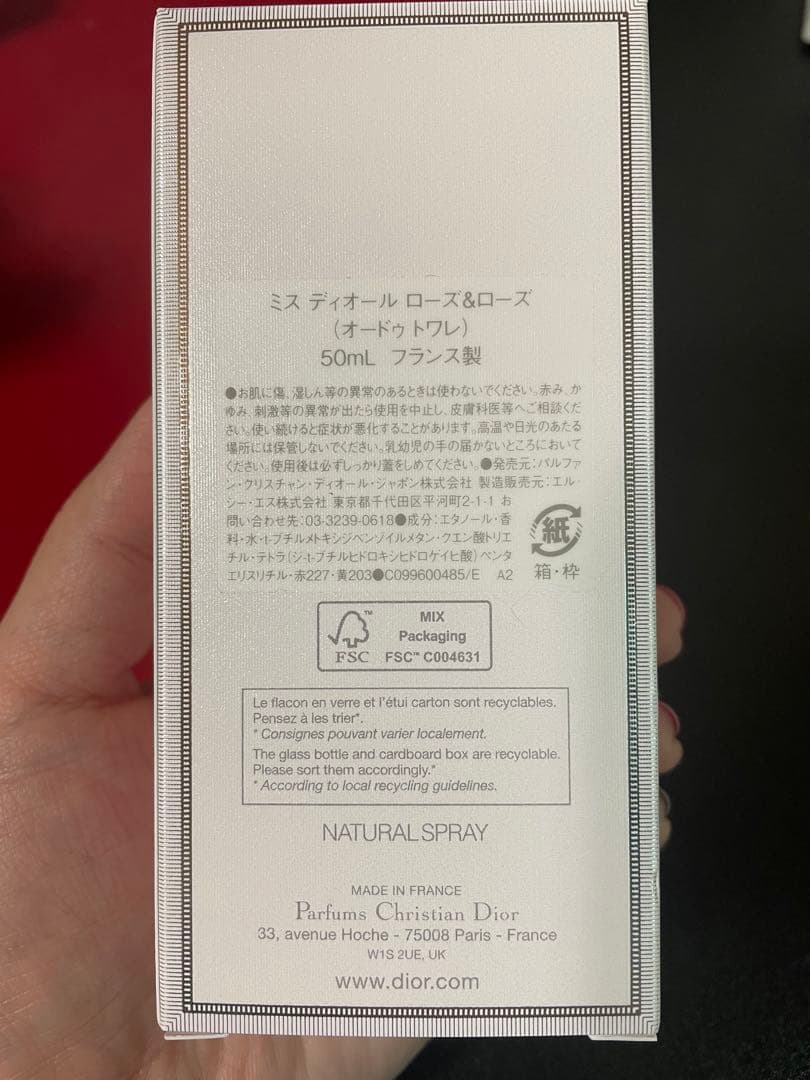 ミス ディオール ローズ&ローズ
(オードゥ トワレ)
50mL フランス製
●お肌に傷、湿しん等の異常のあるときは使わないでください。赤み、か
ゆみ、刺激等の異常が出たら使用を中止し、皮膚科医等へご相談くだ
さい。使い続けると症状が悪化することがあります。高温や日光のあたる
場所には保管しないでください。乳幼児の手の届かないところにおいて
ください。使用後は必ずしっかり蓋をしめてください。●発売元:パルファ
ン・クリスチャン・ディオール・ジャポン株式会社 製造販売元:エル・
シー・エス株式会社 東京都千代田区平河町2-1-1 お
問い合わせ先:03-3239-0618●成分:エタノール・香
料・水・t-ブチルメトキシジベンゾイルメタン・クエン酸トリエ
チル・テトラ(ジ-t-ブチルヒドロキシヒドロケイヒ酸)ペンタ
エリスリチル・赤227・黄203●C099600485/E A2
紙
箱・枠
FSC™
MIX
Packaging
FSC™ C004631
Le flacon en verre et l'étui carton sont recyclables.
Pensez à les trier*.
* Consignes pouvant varier localement.
The glass bottle and cardboard box are recyclable.
Please sort them accordingly.*
* According to local recycling guidelines.
NATURAL SPRAY
MADE IN FRANCE
Parfums Christian Dior
33, avenue Hoche - 75008 Paris - France
W1S 2UE, UK
www.dior.com